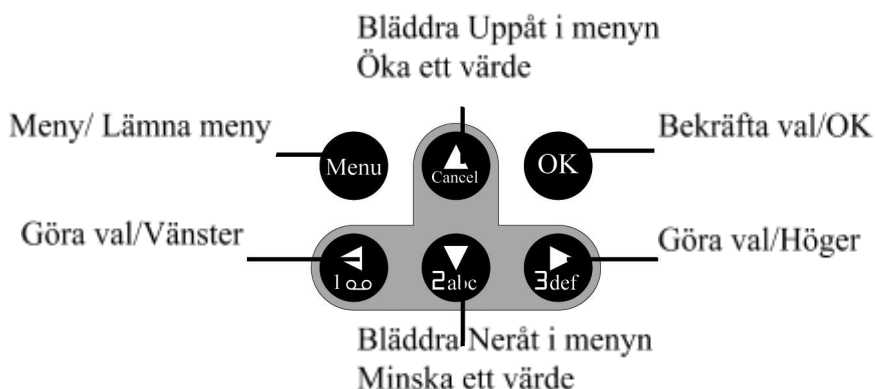 Bläddra Uppåt i menyn
Öka ett värde
Meny/ Lämna meny
Bekräfta val/OK
Menu
Cancel
OK
Göra val/Vänster
Göra val/Höger
1
2abc
3def
Bläddra Neråt i menyn
Minska ett värde